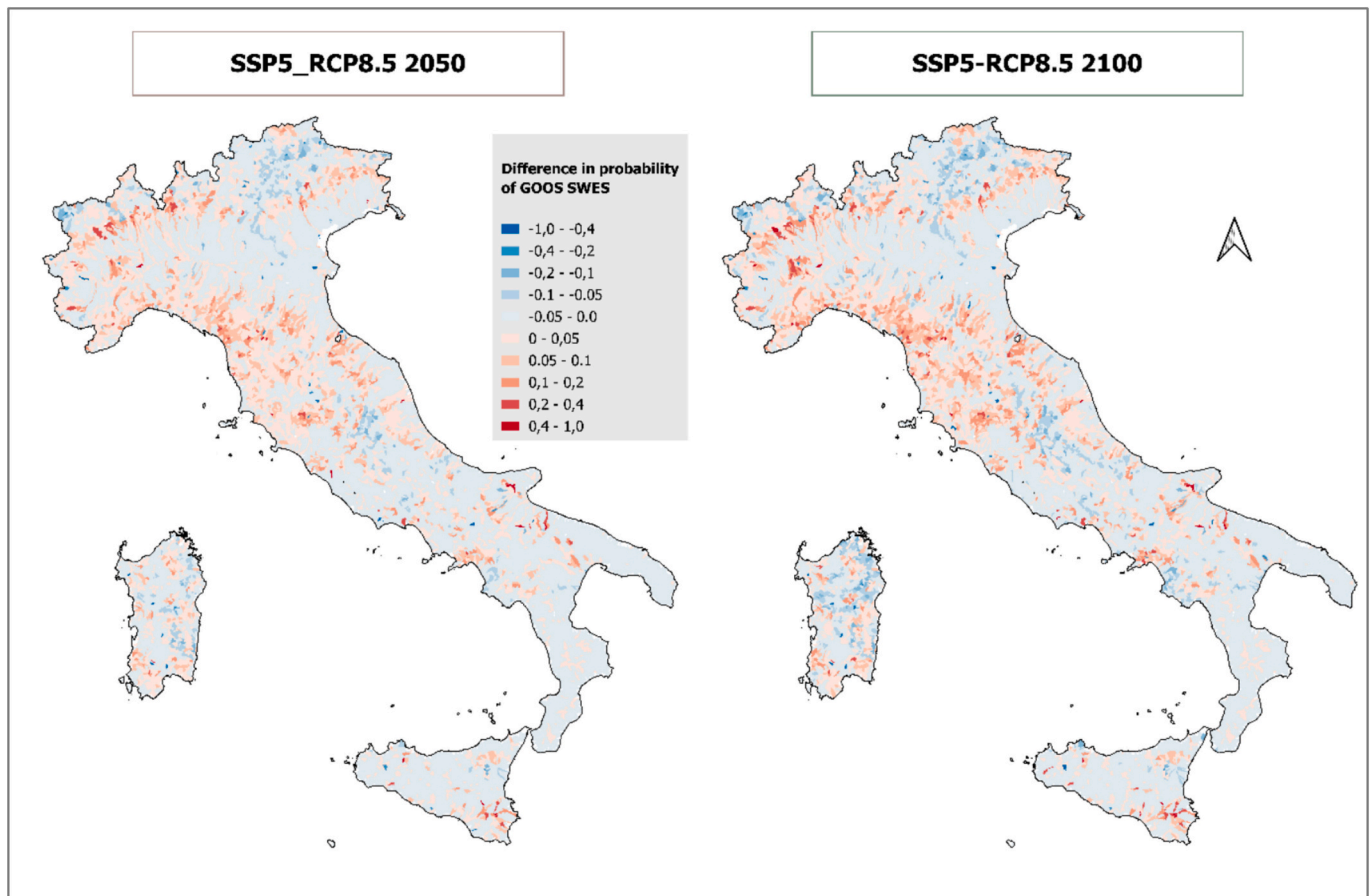 SSP5_RCP8.5 2050
SSP5-RCP8.5 2100
Difference in probability
of GOOS SWES
-1,0 - -0,4
-0,4 - -0,2
-0,2 - -0,1
-0.1 - -0.05
-0.05 - 0.0
0 - 0,05
0.05 - 0.1
0,1 - 0,2
0,2 - 0,4
0,4 - 1,0